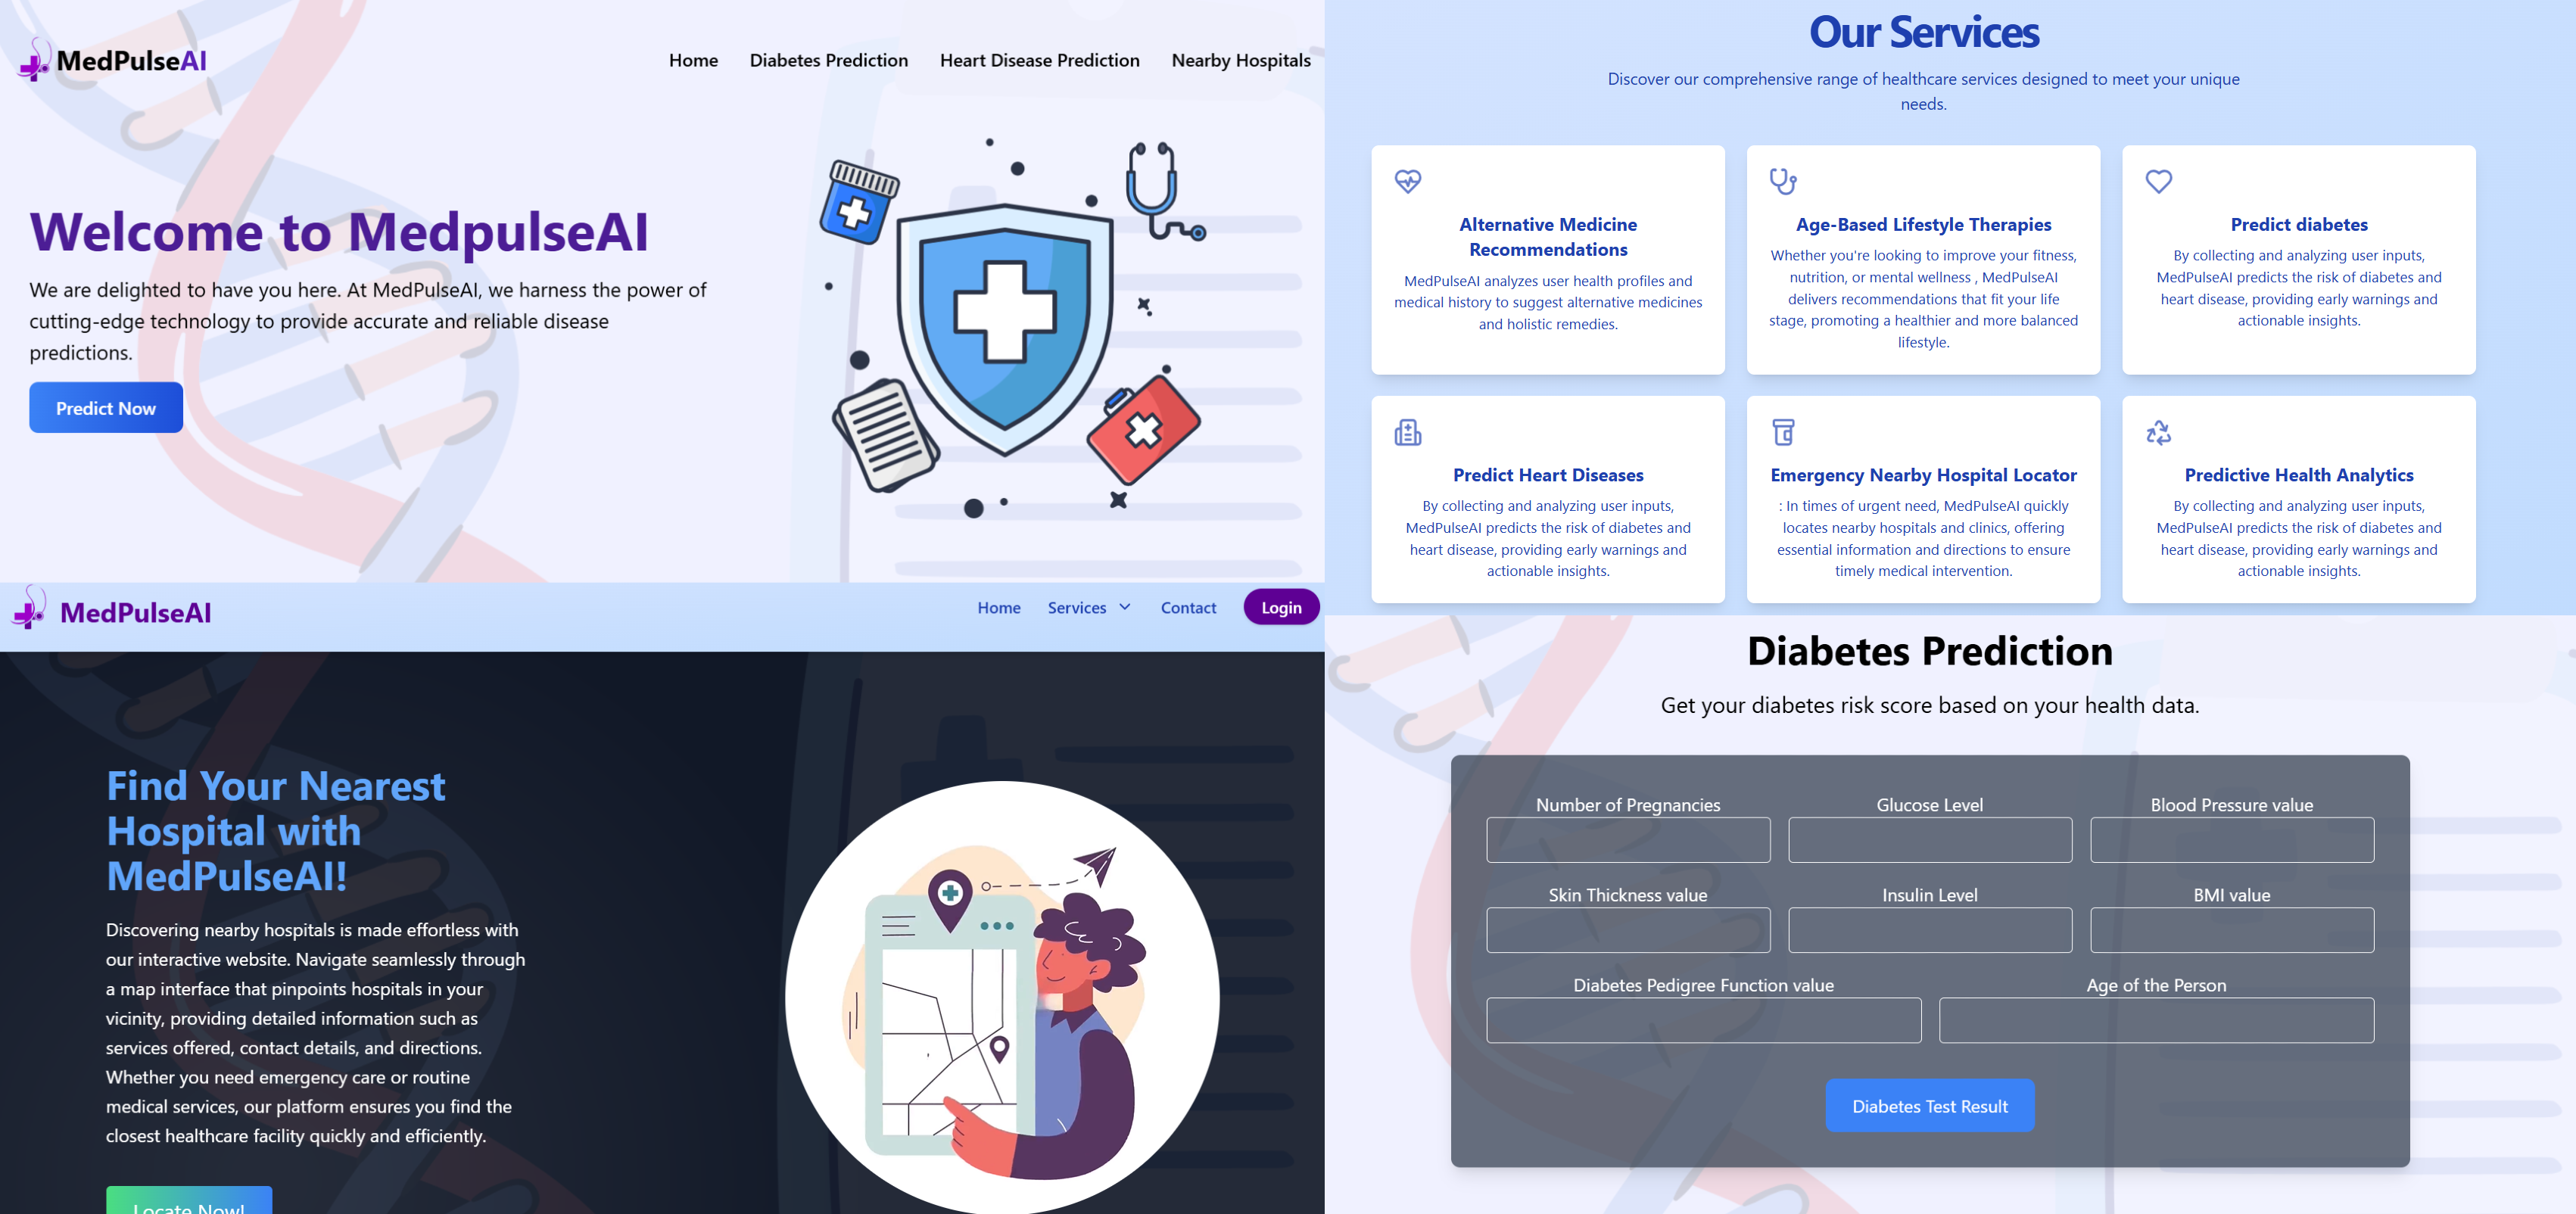 MedPulseAI
Home
Diabetes Prediction
Heart Disease Prediction
Nearby Hospitals
Welcome to MedpulseAI
We are delighted to have you here. At MedPulseAI, we harness the power of
cutting-edge technology to provide accurate and reliable disease
predictions.
Predict Now
Our Services
Discover our comprehensive range of healthcare services designed to meet your unique
needs.
Alternative Medicine
Recommendations
MedPulseAI analyzes user health profiles and
medical history to suggest alternative medicines
and holistic remedies.
Age-Based Lifestyle Therapies
Whether you're looking to improve your fitness,
nutrition, or mental wellness , MedPulseAI
delivers recommendations that fit your life
stage, promoting a healthier and more balanced
lifestyle.
Predict diabetes
By collecting and analyzing user inputs,
MedPulseAI predicts the risk of diabetes and
heart disease, providing early warnings and
actionable insights.
Predict Heart Diseases
By collecting and analyzing user inputs,
MedPulseAI predicts the risk of diabetes and
heart disease, providing early warnings and
actionable insights.
Emergency Nearby Hospital Locator
: In times of urgent need, MedPulseAI quickly
locates nearby hospitals and clinics, offering
essential information and directions to ensure
timely medical intervention.
Predictive Health Analytics
By collecting and analyzing user inputs,
MedPulseAI predicts the risk of diabetes and
heart disease, providing early warnings and
actionable insights.
MedPulseAI
Home
Services
Contact
Login
Find Your Nearest
Hospital with
MedPulseAI!
Discovering nearby hospitals is made effortless with
our interactive website. Navigate seamlessly through
a map interface that pinpoints hospitals in your
vicinity, providing detailed information such as
services offered, contact details, and directions.
Whether you need emergency care or routine
medical services, our platform ensures you find the
closest healthcare facility quickly and efficiently.
Locate Now!
Diabetes Prediction
Get your diabetes risk score based on your health data.
Number of Pregnancies
Glucose Level
Blood Pressure value
Skin Thickness value
Insulin Level
BMI value
Diabetes Pedigree Function value
Age of the Person
Diabetes Test Result